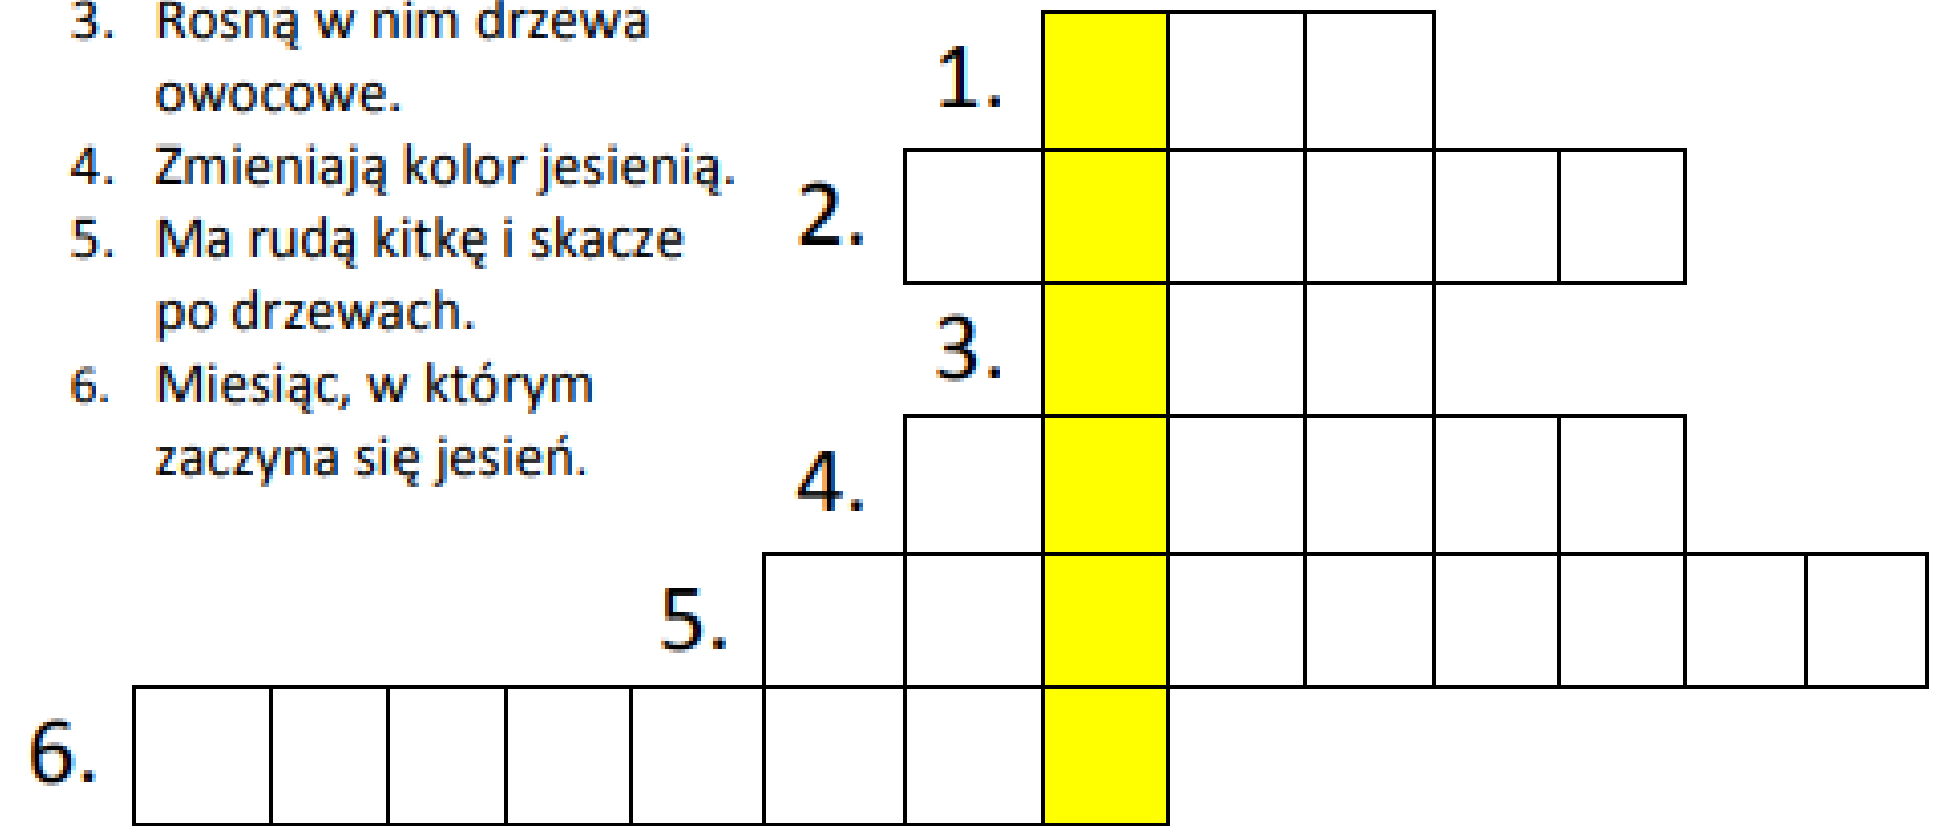 3. Rosną w nim drzewa
owocowe.
4. Zmieniają kolor jesienią.
5. Ma rudą kitkę i skacze
po drzewach.
6. Miesiąc, w którym
zaczyna się jesień.
1.
2.
3.
4.
5.
6.